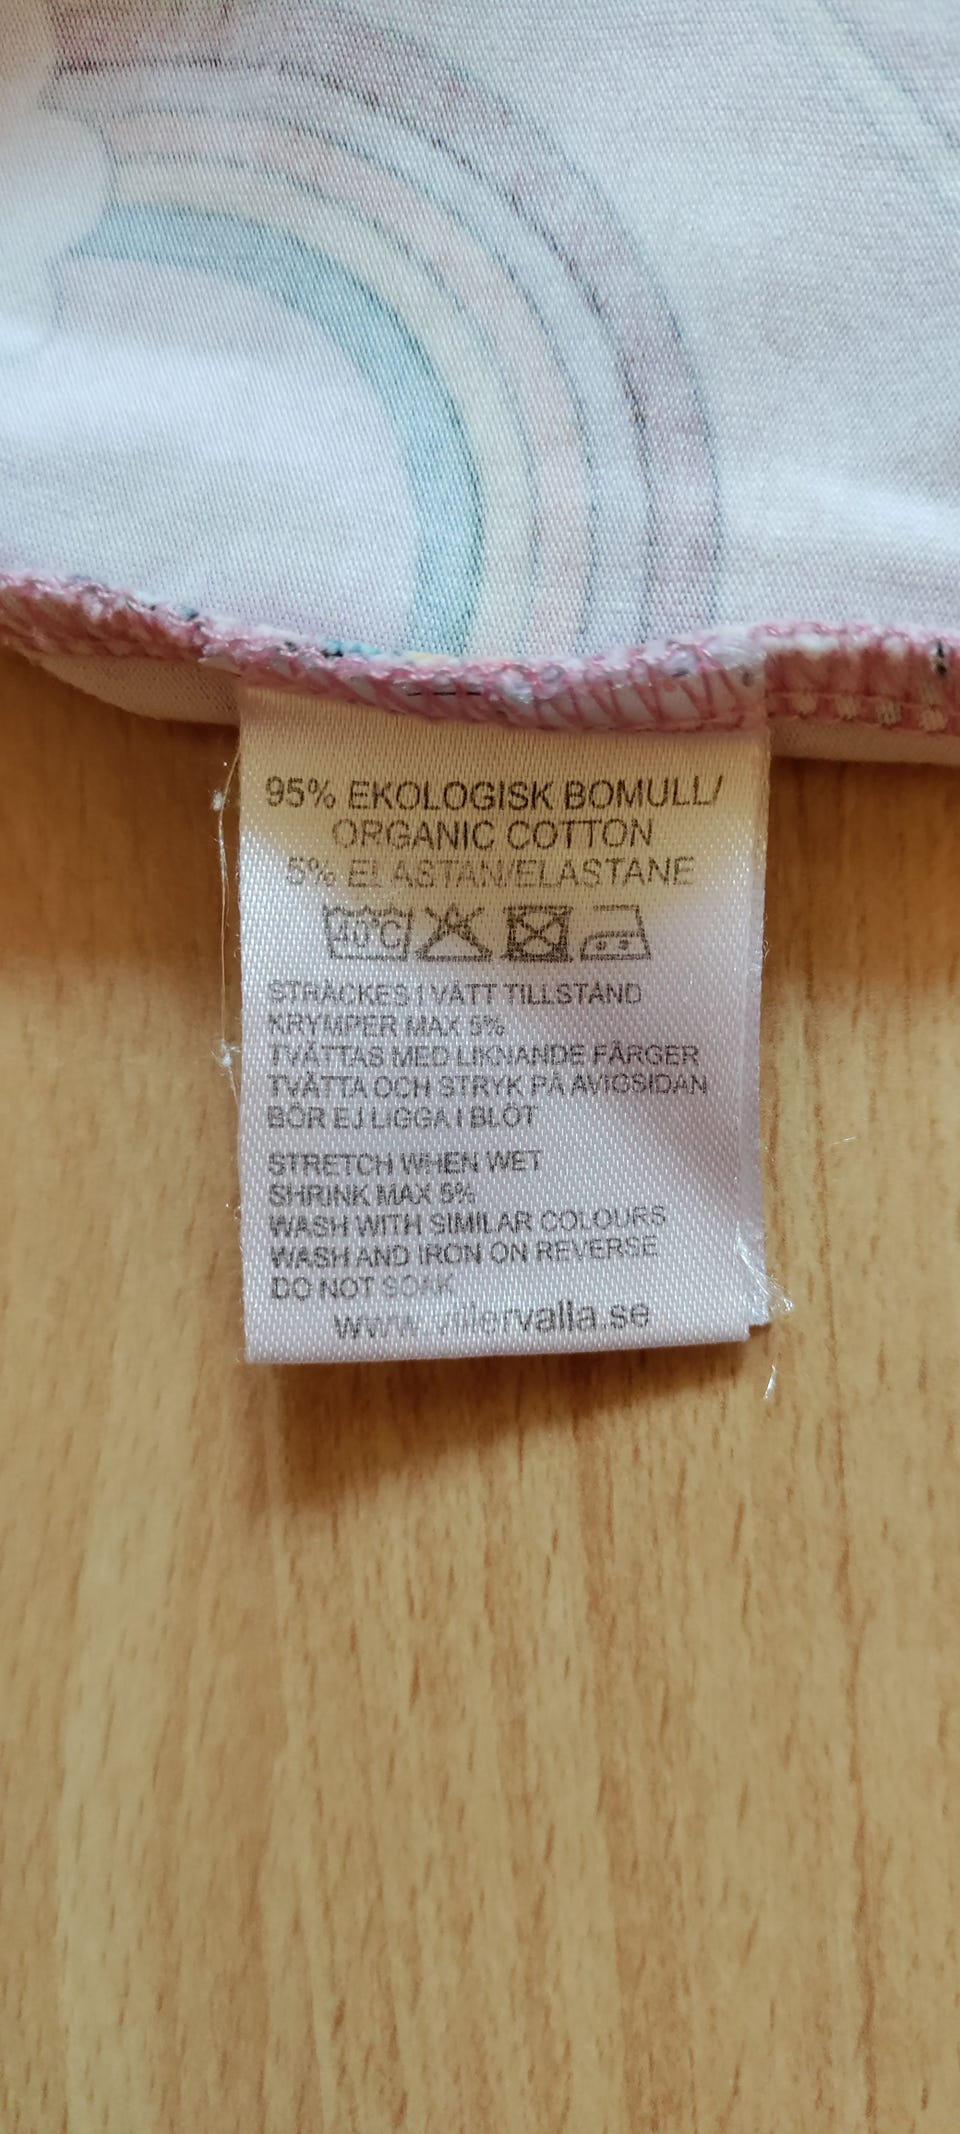 95% EKOLOGISK BOMULL/
ORGANIC COTTON
5% ELASTAN/ELASTANE
40°C
STRÄCKES I VÅTT TILLSTÅND
KRYMPER MAX 5%
TVÄTTAS MED LIKNANDE FÄRGER
TVÄTTA OCH STRYK PÅ AVIGSIDAN
BÖR EJ LIGGA I BLÖT
STRETCH WHEN WET
SHRINK MAX 5%
WASH WITH SIMILAR COLOURS
WASH AND IRON ON REVERSE
DO NOT SOAK
www.villervalla.se